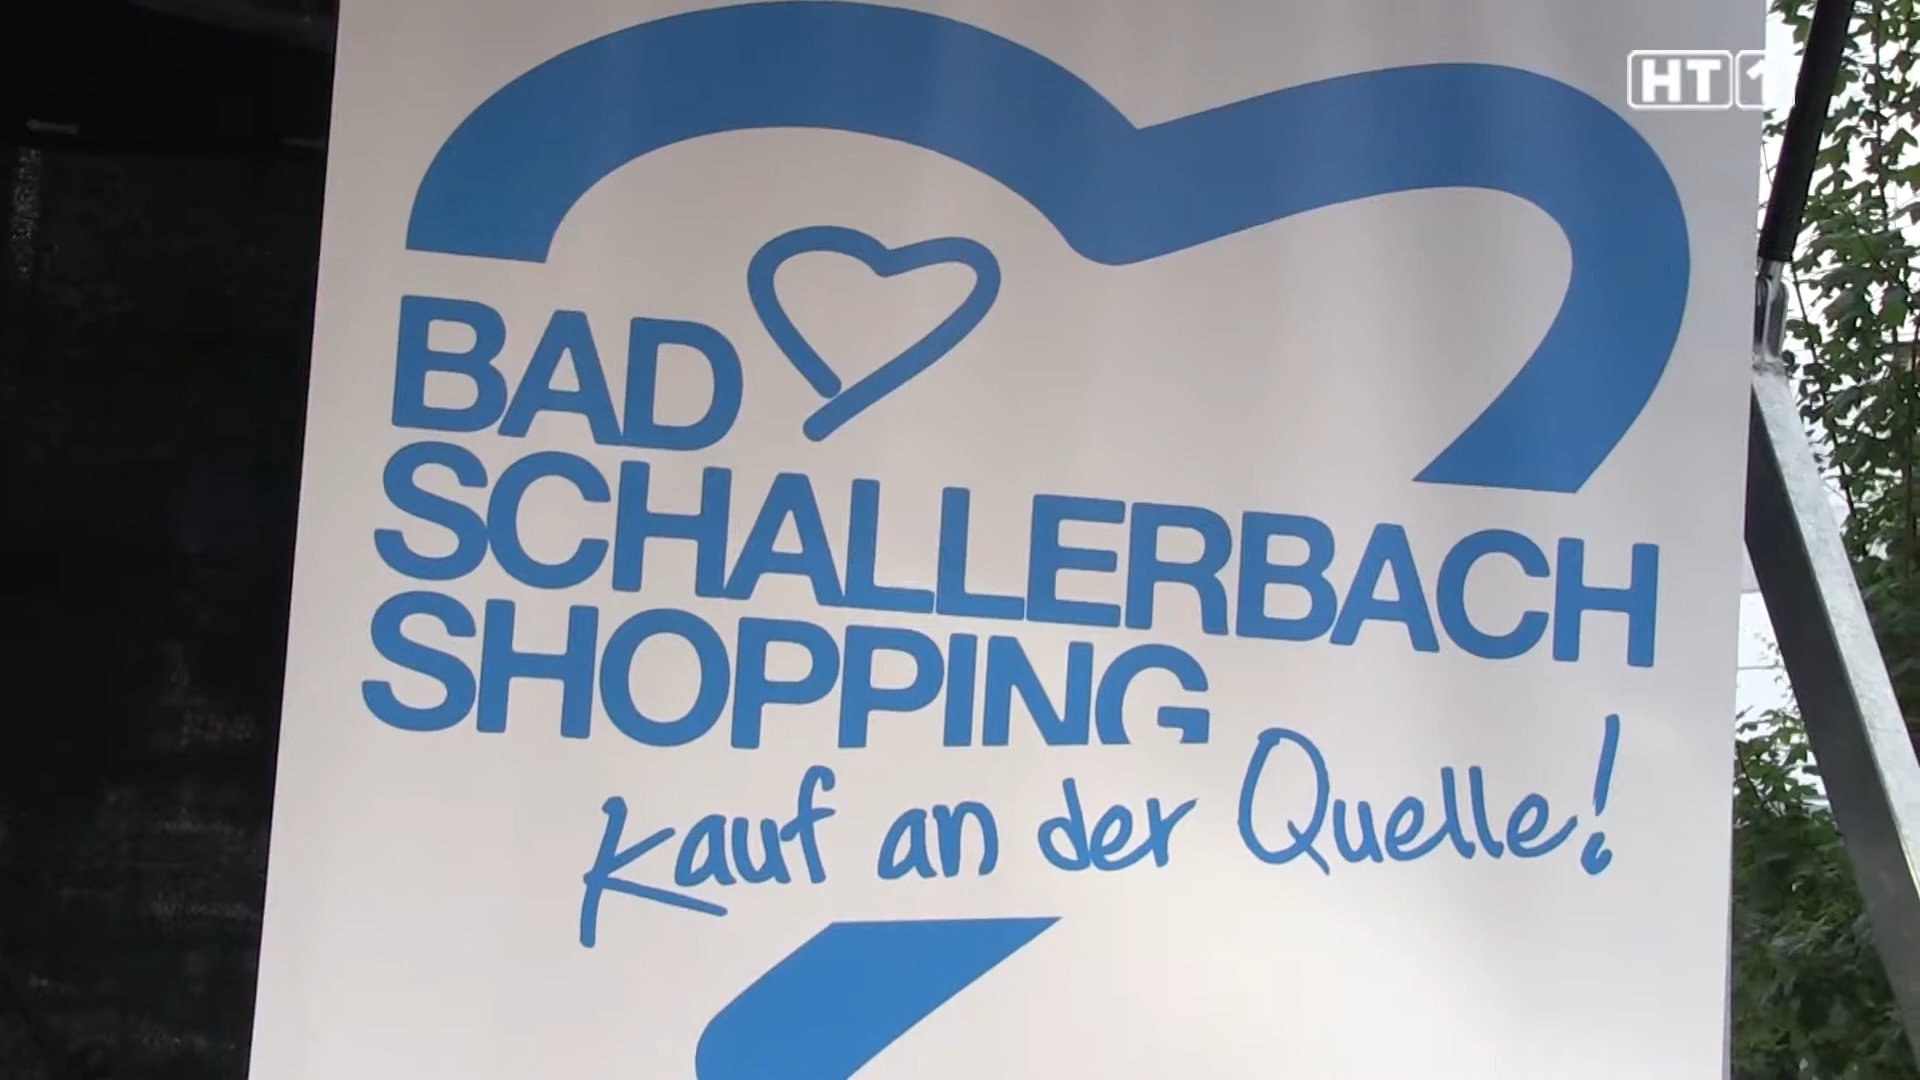 HT1
BAD
SCHALLERBACH
SHOPPING
Kauf an der Quelle!